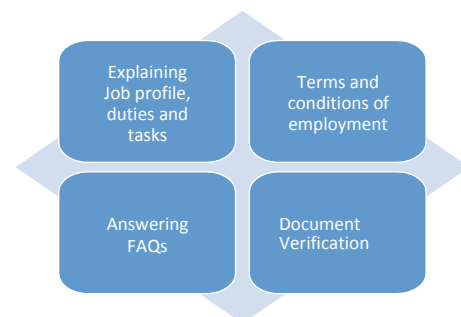 Explaining
Job profile,
duties and
tasks
Terms and
conditions of
employment
Answering
FAQs
Document
Verification